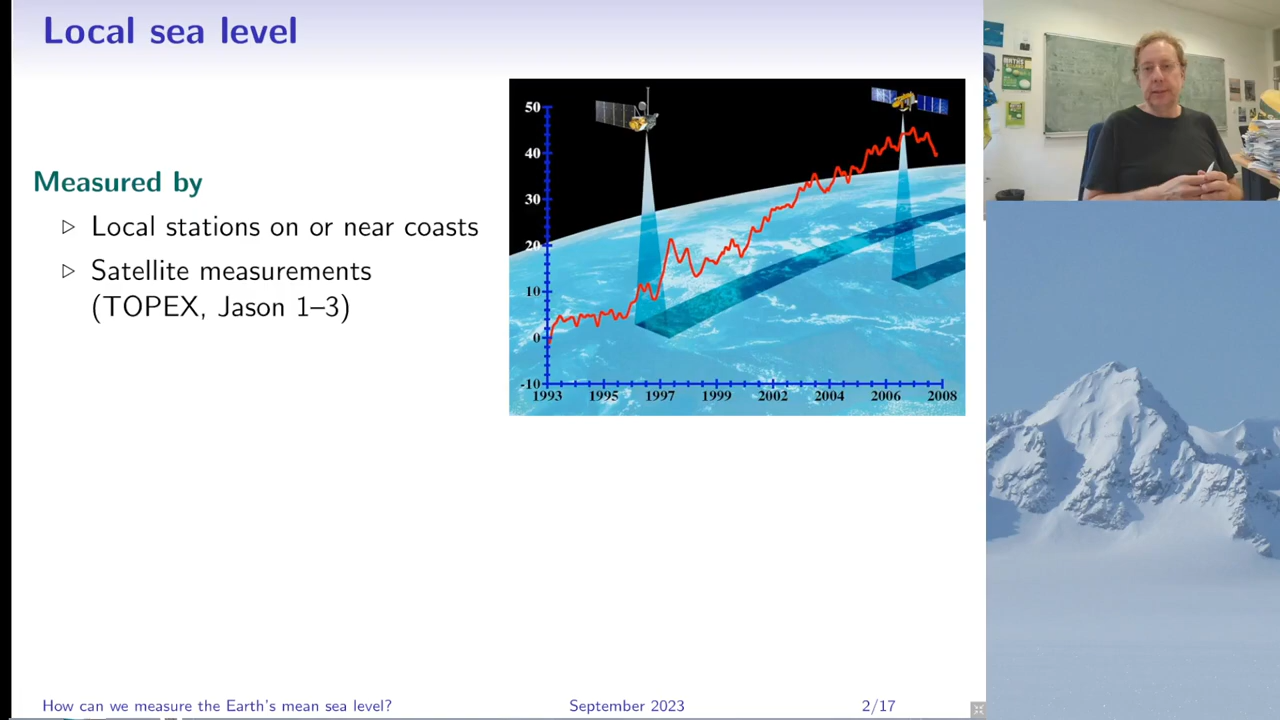 Local sea level
Measured by
Local stations on or near coasts
Satellite measurements
(TOPEX, Jason 1–3)
50
40
30
20
10
0
-10
1993 1995 1997 1999 2002 2004 2006 2008
How can we measure the Earth's mean sea level? September 2023 2/17